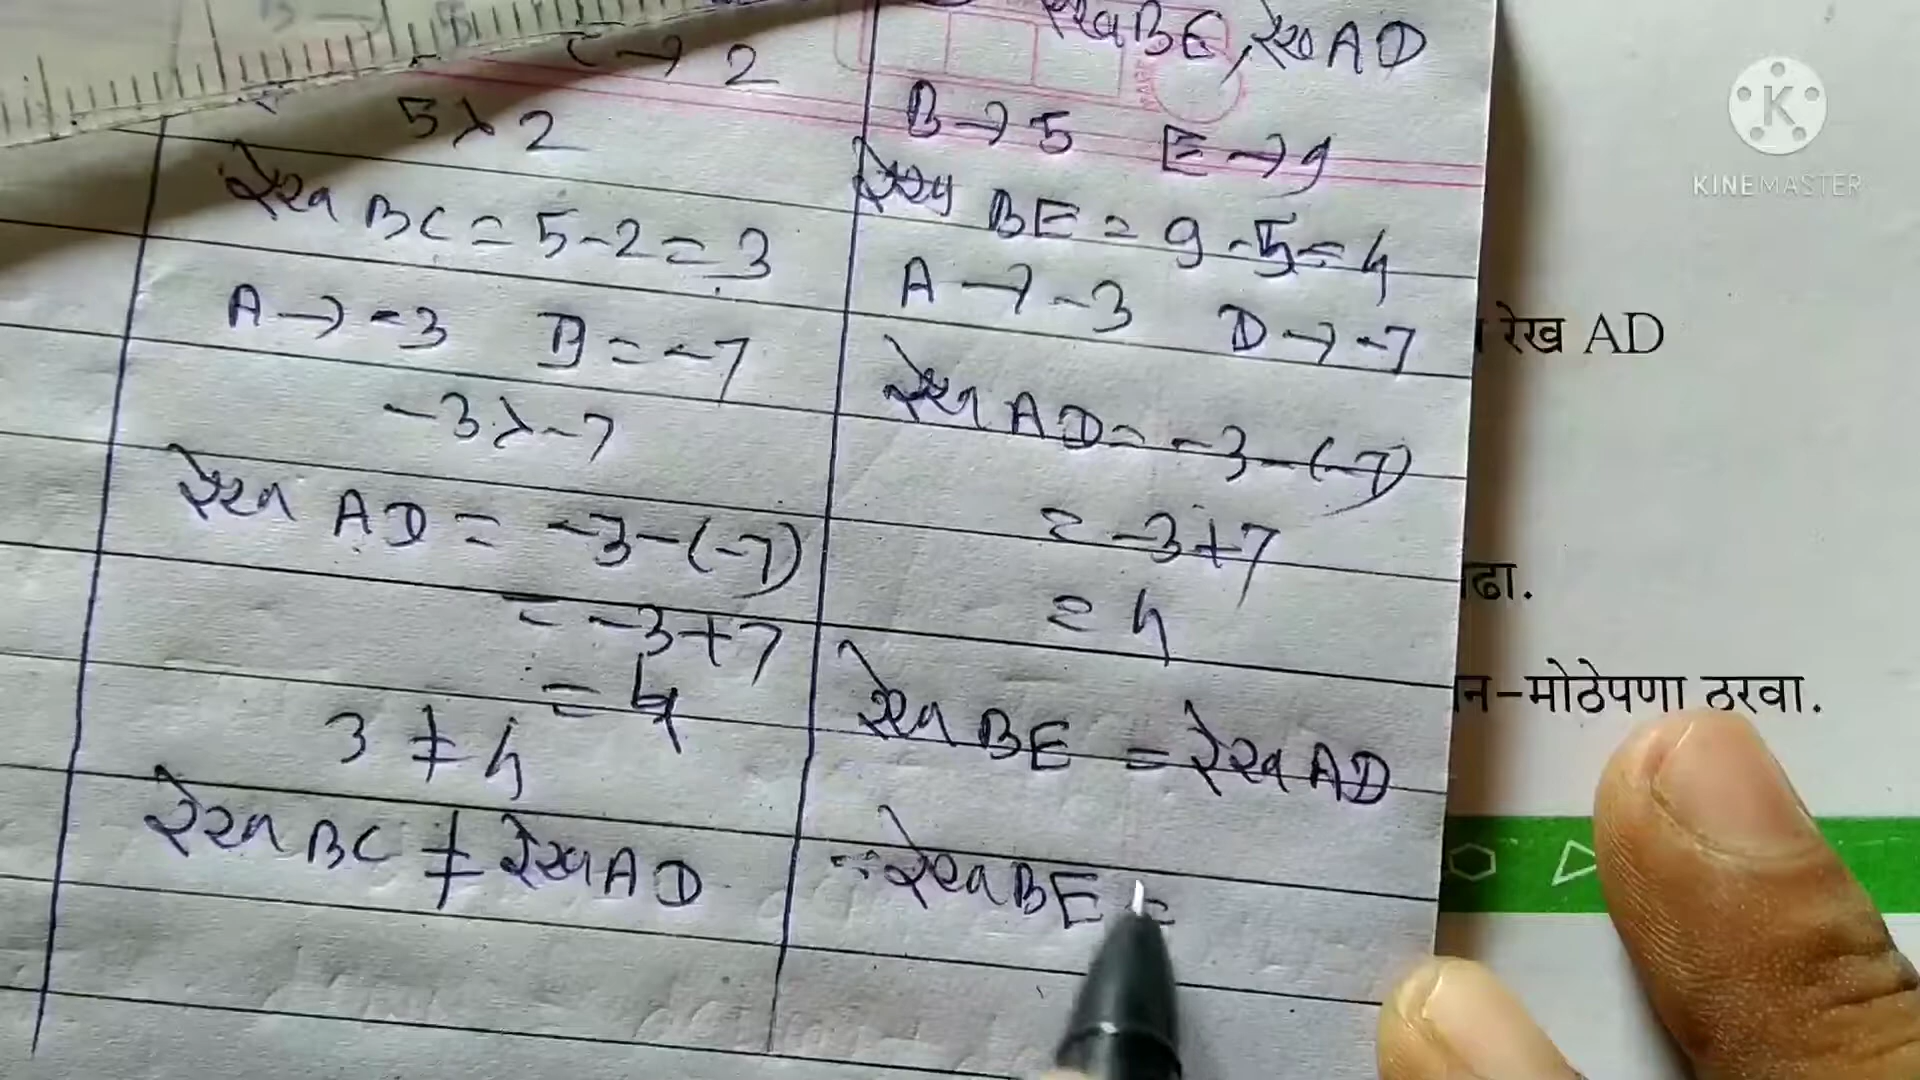 C → 2
5 > 2
रेख BC = 5-2 = 3
A → -3 B = -7
-3 > -7
रेख AD = -3-(-7)
= -3+7
= 4
3 ≠ 4
रेख BC ≠ रेख AD
रेख BE, रेख AD
B → 5 E → 9
रेख BE = 9-5 = 4
A → -3 D → -7
रेख AD = -3-(-7)
= -3+7
= 4
रेख BE = रेख AD
∴ रेख BE =
रेख AD
ठरवा.
K
KINEMASTER